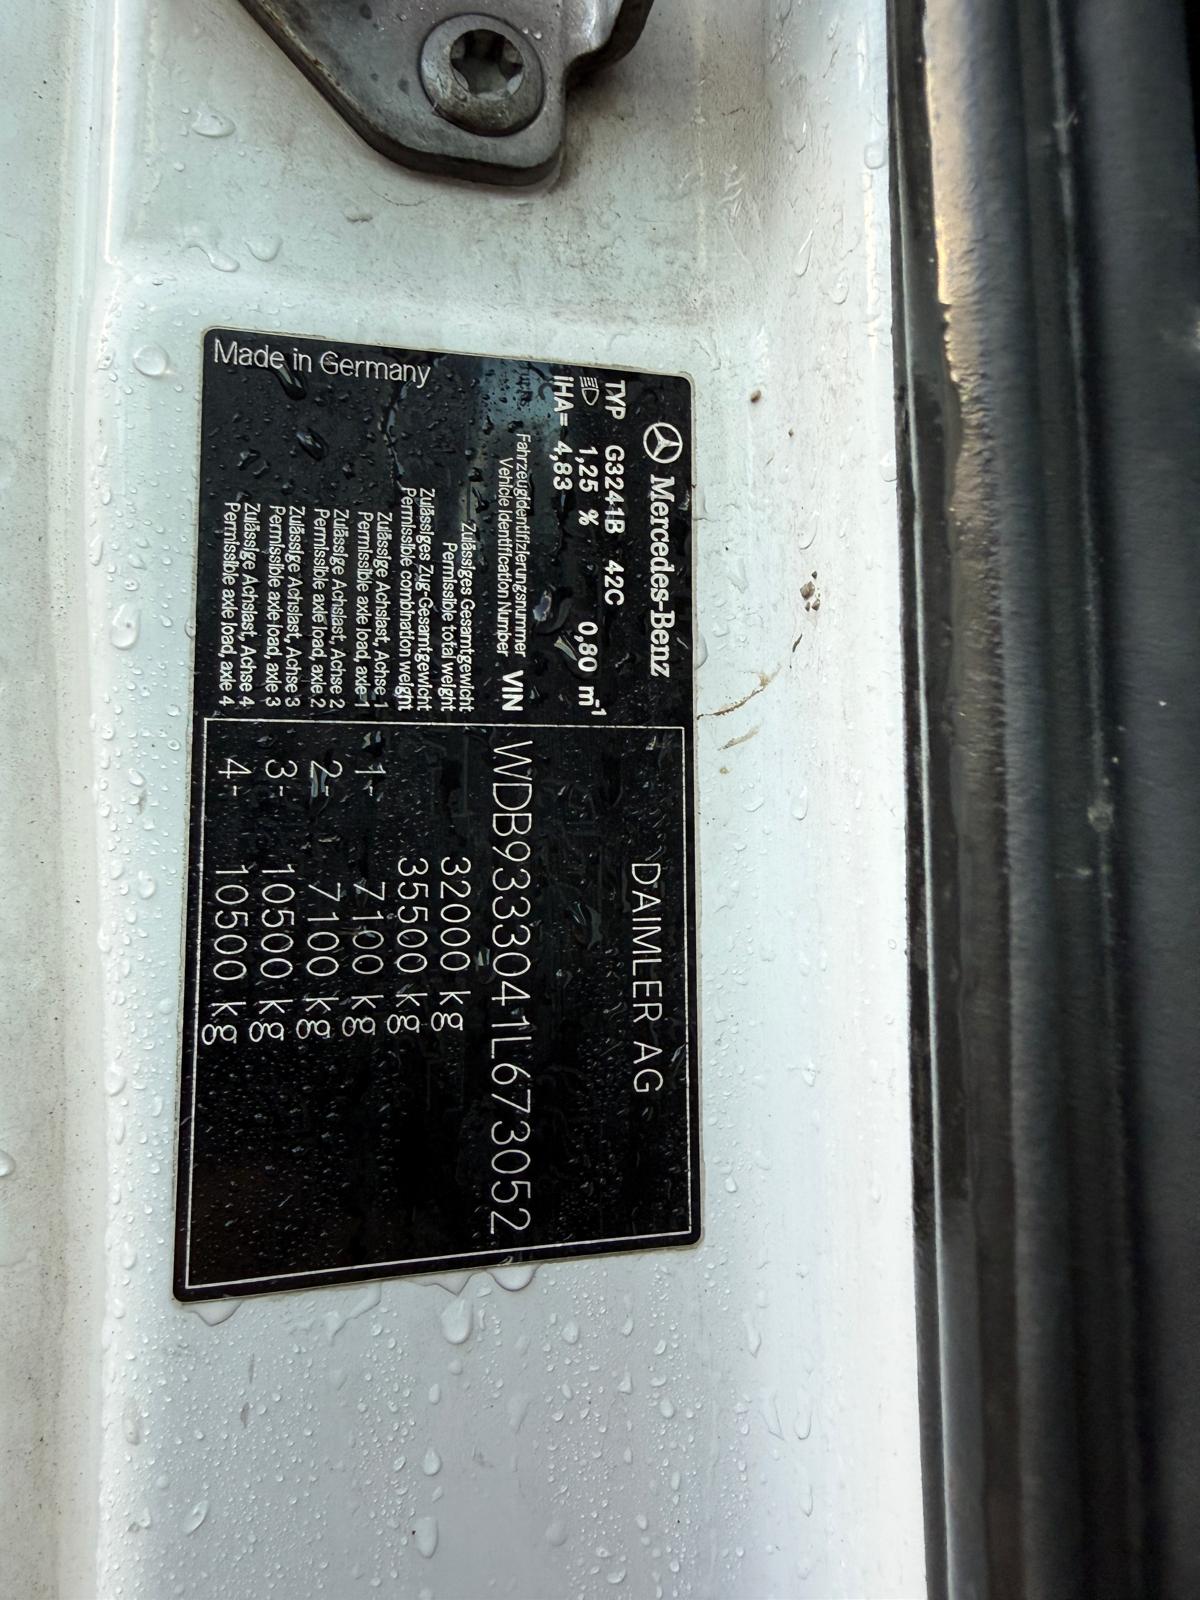 Mercedes-Benz
TYP G3241B 42C
1,25 % 0,80 m-1
IHA= 4,83
DAIMLER AG
Fahrzeugidentifizierungsnummer
Vehicle Identification Number VIN WDB9333041L673052
Zulässiges Gesamtgewicht
Permissible total weight 32000 kg
Zulässiges Zug-Gesamtgewicht
Permissible combination weight 35500 kg
Zulässige Achslast, Achse 1
Permissible axle load, axle 1 1- 7100 kg
Zulässige Achslast, Achse 2
Permissible axle load, axle 2 2- 7100 kg
Zulässige Achslast, Achse 3
Permissible axle load, axle 3 3- 10500 kg
Zulässige Achslast, Achse 4
Permissible axle load, axle 4 4- 10500 kg
Made in Germany